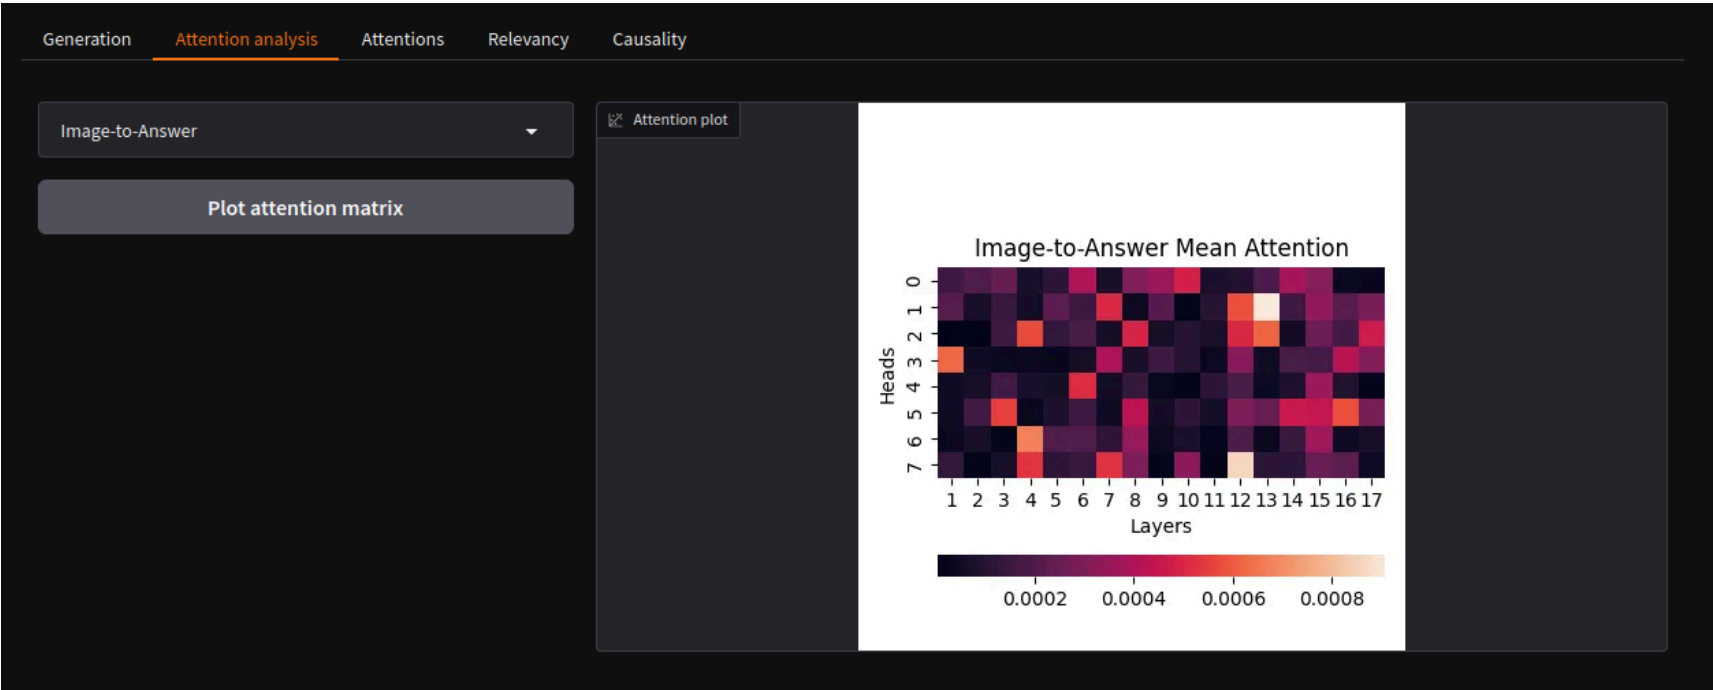 Generation Attention analysis Attentions Relevancy Causality
Image-to-Answer
Plot attention matrix
Attention plot
Image-to-Answer Mean Attention
Heads
0
1
2
3
4
5
6
7
1 2 3 4 5 6 7 8 9 10 11 12 13 14 15 16 17
Layers
0.0002 0.0004 0.0006 0.0008